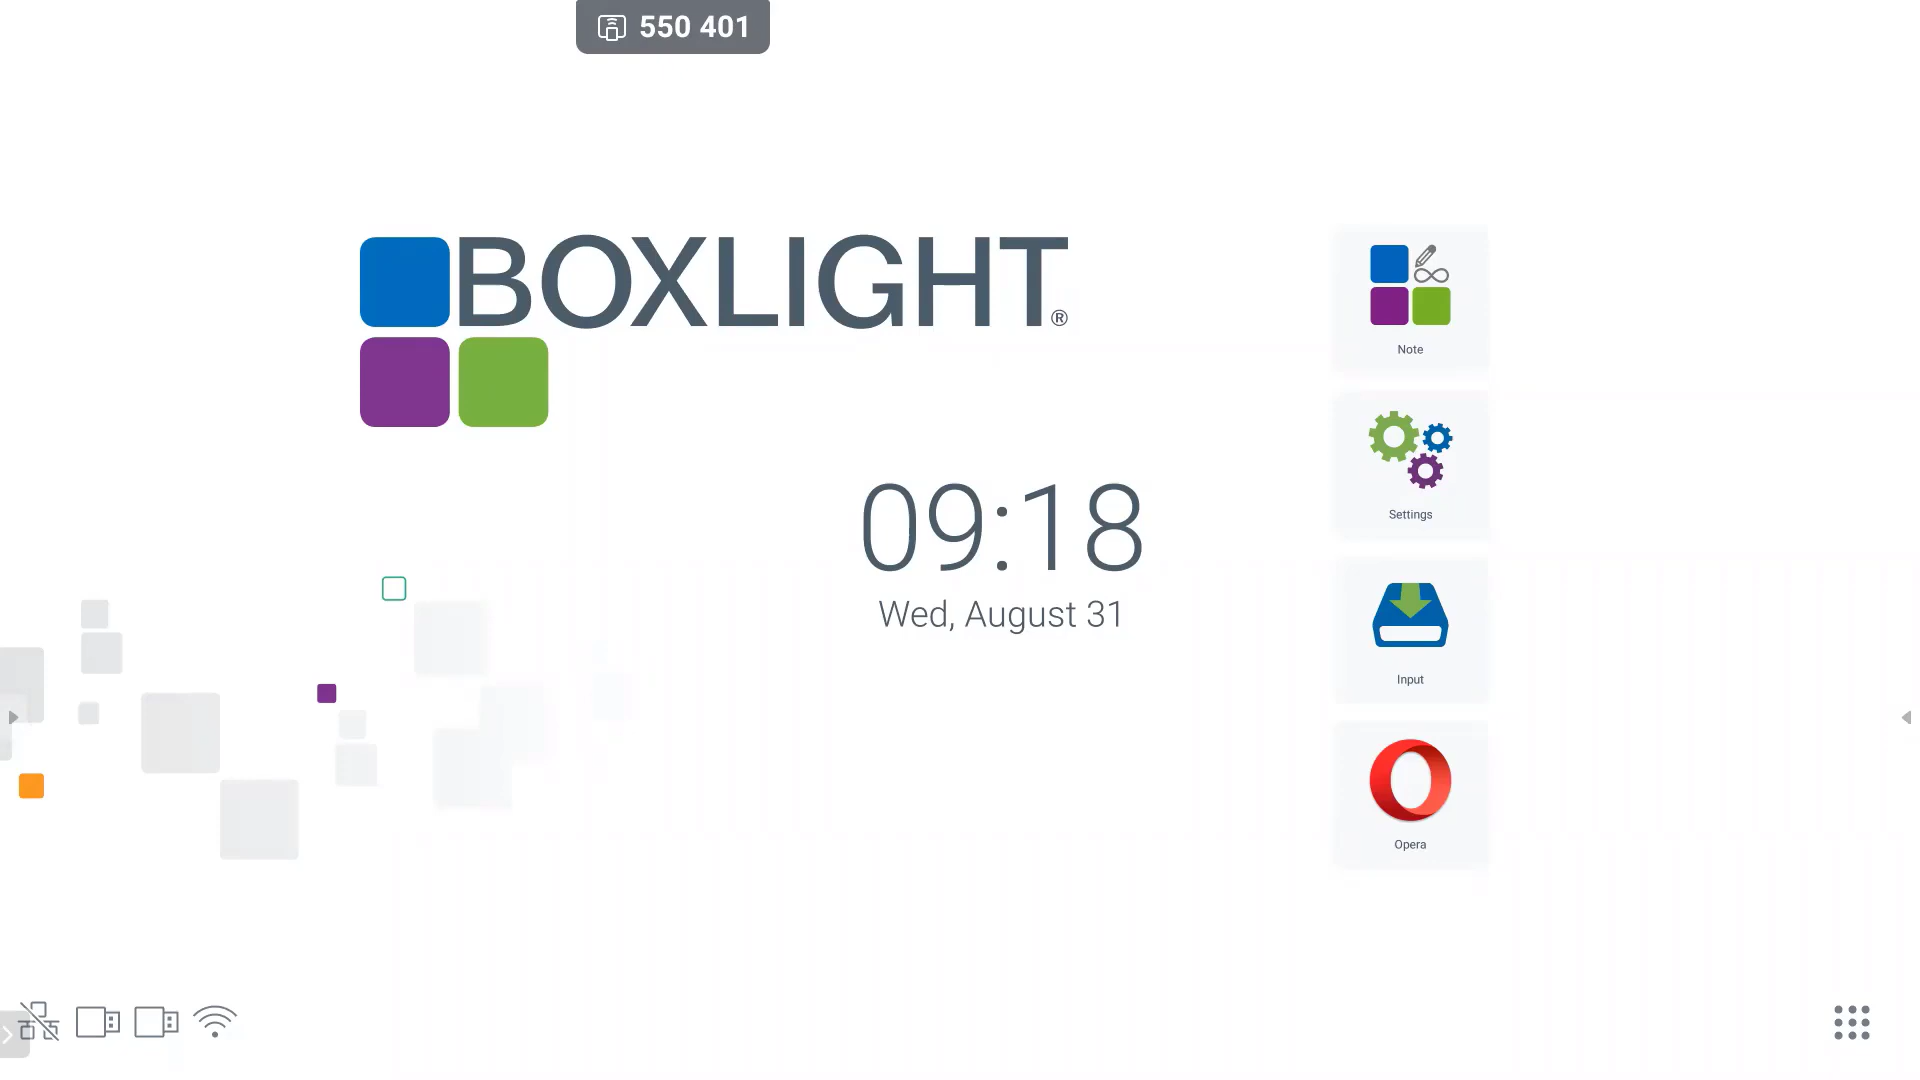 550 401
BOXLIGHT®
Note
Settings
09:18
Wed, August 31
Input
Opera